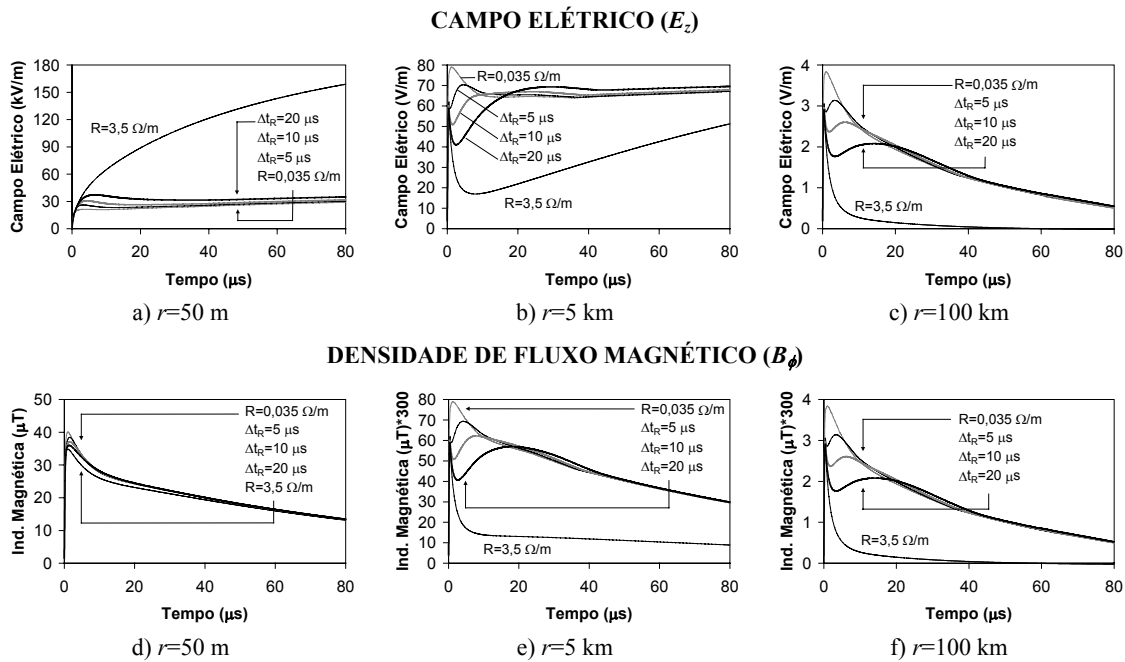 CAMPO ELÉTRICO (Ez)
Campo Elétrico (kV/m)
180
150
120
90
60
30
0
R=3,5 Ω/m
ΔtR=20 μs
ΔtR=10 μs
ΔtR=5 μs
R=0,035 Ω/m
0 20 40 60 80
Tempo (μs)
a) r=50 m
Campo Elétrico (V/m)
80
70
60
50
40
30
20
10
0
R=0,035 Ω/m
ΔtR=5 μs
ΔtR=10 μs
ΔtR=20 μs
R=3,5 Ω/m
0 20 40 60 80
Tempo (μs)
b) r=5 km
Campo Elétrico (V/m)
4
3
2
1
0
R=0,035 Ω/m
ΔtR=5 μs
ΔtR=10 μs
ΔtR=20 μs
R=3,5 Ω/m
0 20 40 60 80
Tempo (μs)
c) r=100 km
DENSIDADE DE FLUXO MAGNÉTICO (Bϕ)
Ind. Magnética (μT)
50
40
30
20
10
0
R=0,035 Ω/m
ΔtR=5 μs
ΔtR=10 μs
ΔtR=20 μs
R=3,5 Ω/m
0 20 40 60 80
Tempo (μs)
d) r=50 m
Ind. Magnética (μT)*300
80
70
60
50
40
30
20
10
0
R=0,035 Ω/m
ΔtR=5 μs
ΔtR=10 μs
ΔtR=20 μs
R=3,5 Ω/m
0 20 40 60 80
Tempo (μs)
e) r=5 km
Ind. Magnética (μT)*300
4
3
2
1
0
R=0,035 Ω/m
ΔtR=5 μs
ΔtR=10 μs
ΔtR=20 μs
R=3,5 Ω/m
0 20 40 60 80
Tempo (μs)
f) r=100 km